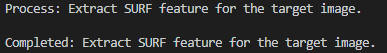 Process: Extract SURF feature for the target image.
Completed: Extract SURF feature for the target image.